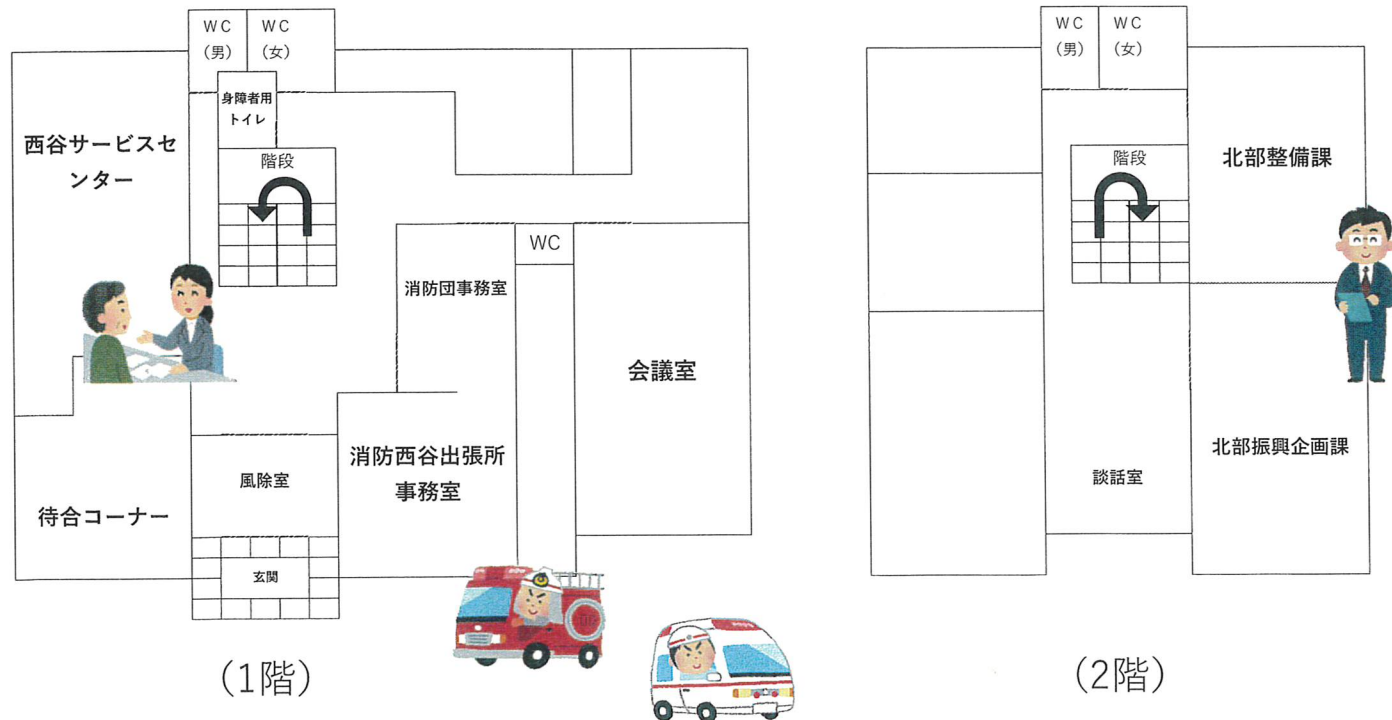 WC
(男)
WC
(女)
身障者用
トイレ
西谷サービスセ
ンター
階段
WC
消防団事務室
会議室
消防西谷出張所
事務室
風除室
待合コーナー
玄関
(1階)
WC
(男)
WC
(女)
階段
北部整備課
北部振興企画課
談話室
(2階)